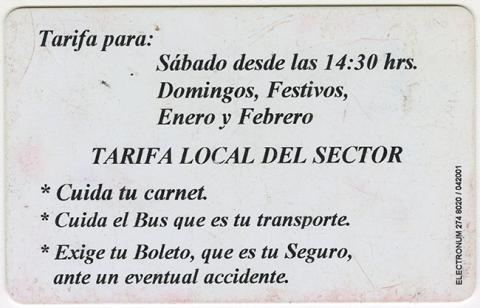 Tarifa para:
Sábado desde las 14:30 hrs.
Domingos, Festivos,
Enero y Febrero
TARIFA LOCAL DEL SECTOR
* Cuida tu carnet.
* Cuida el Bus que es tu transporte.
* Exige tu Boleto, que es tu Seguro,
ante un eventual accidente.
ELECTRONUM 274 8020 / 042001